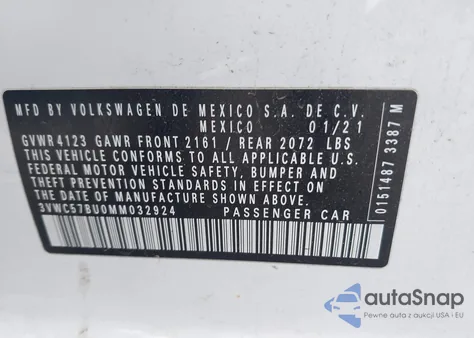 MFD BY VOLKSWAGEN DE MEXICO S.A. DE C.V.
MEXICO 01/21
GVWR 4123 GAWR FRONT 2161 / REAR 2072 LBS
THIS VEHICLE CONFORMS TO ALL APPLICABLE U.S.
FEDERAL MOTOR VEHICLE SAFETY, BUMPER AND
THEFT PREVENTION STANDARDS IN EFFECT ON THE
DATE OF MANUFACTURE SHOWN ABOVE.
3VWC57BU0MM032924 PASSENGER CAR
0151487 3387 M
autoSnap
Pewne auta z USA i EU